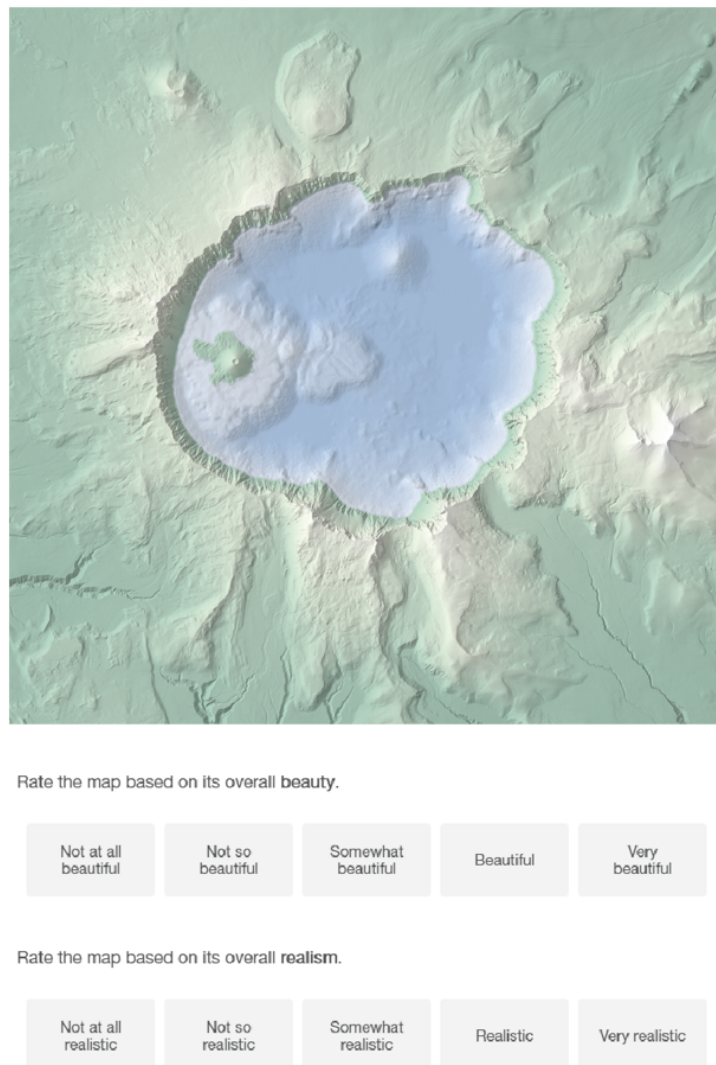 Rate the map based on its overall beauty.
Not at all
beautiful
Not so
beautiful
Somewhat
beautiful
Beautiful
Very
beautiful
Rate the map based on its overall realism.
Not at all
realistic
Not so
realistic
Somewhat
realistic
Realistic
Very realistic